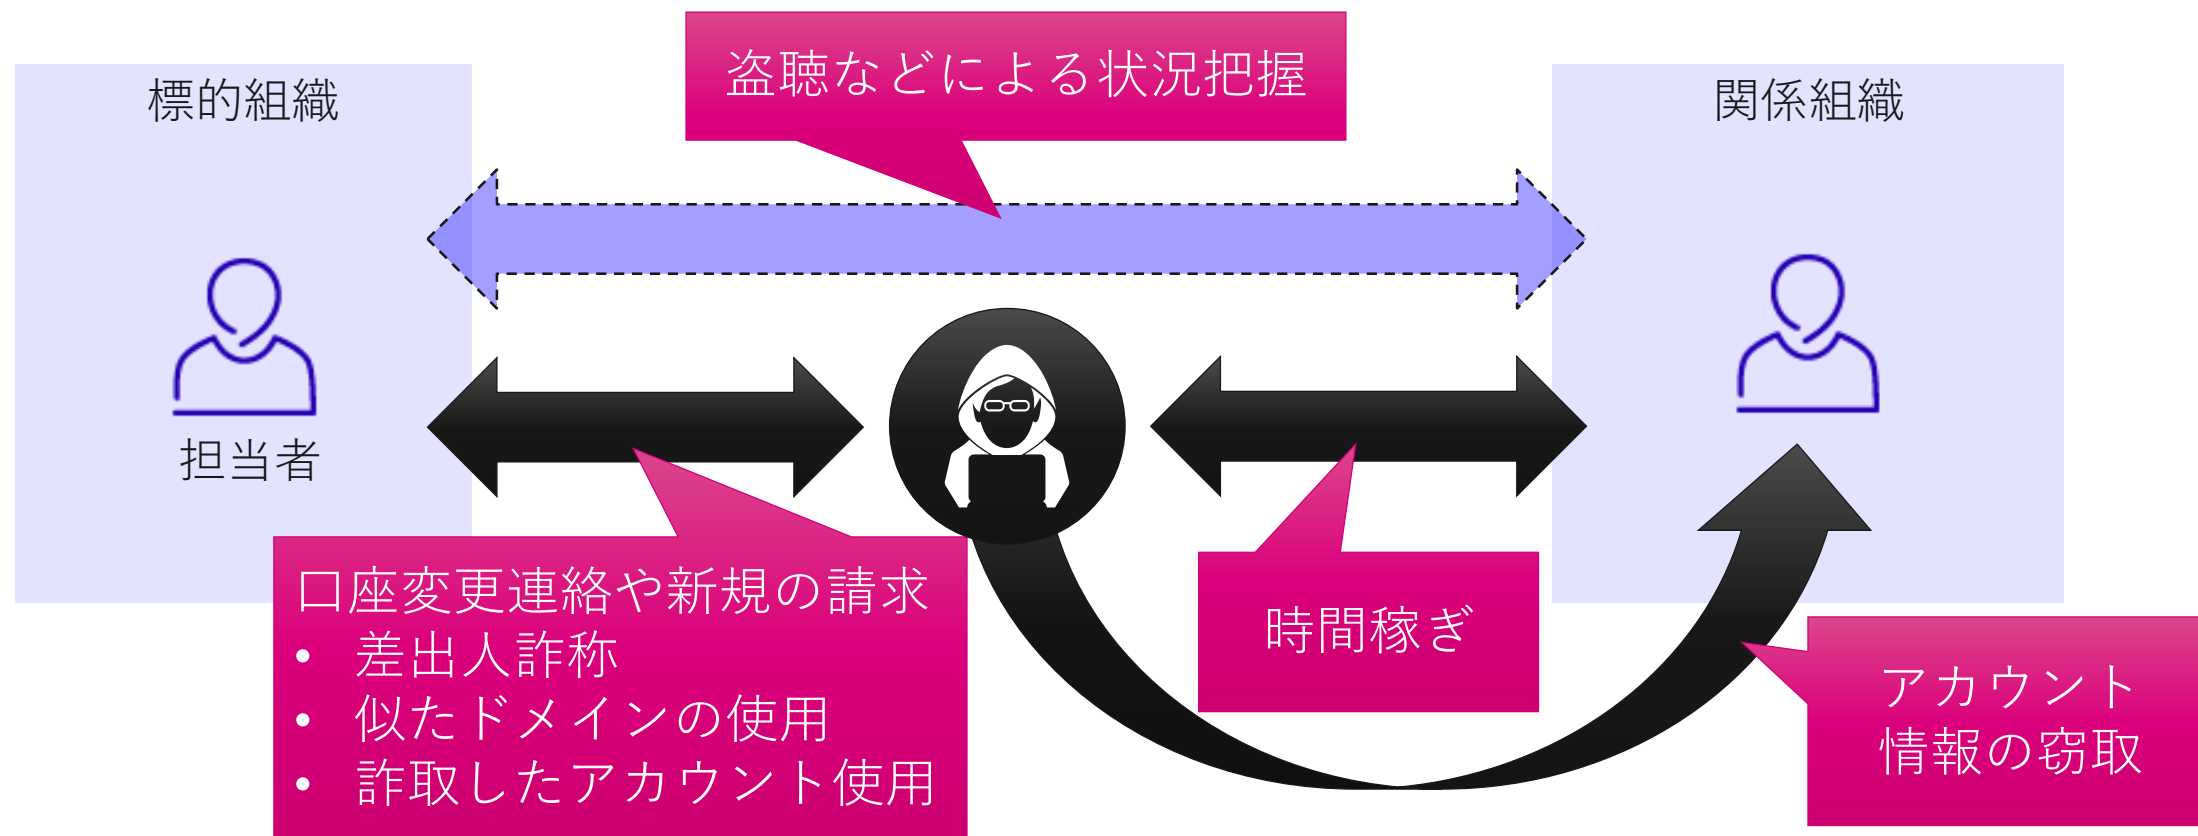 盗聴などによる状況把握
標的組織
関係組織
担当者
口座変更連絡や新規の請求
• 差出人詐称
• 似たドメインの使用
• 詐取したアカウント使用
時間稼ぎ
アカウント
情報の窃取